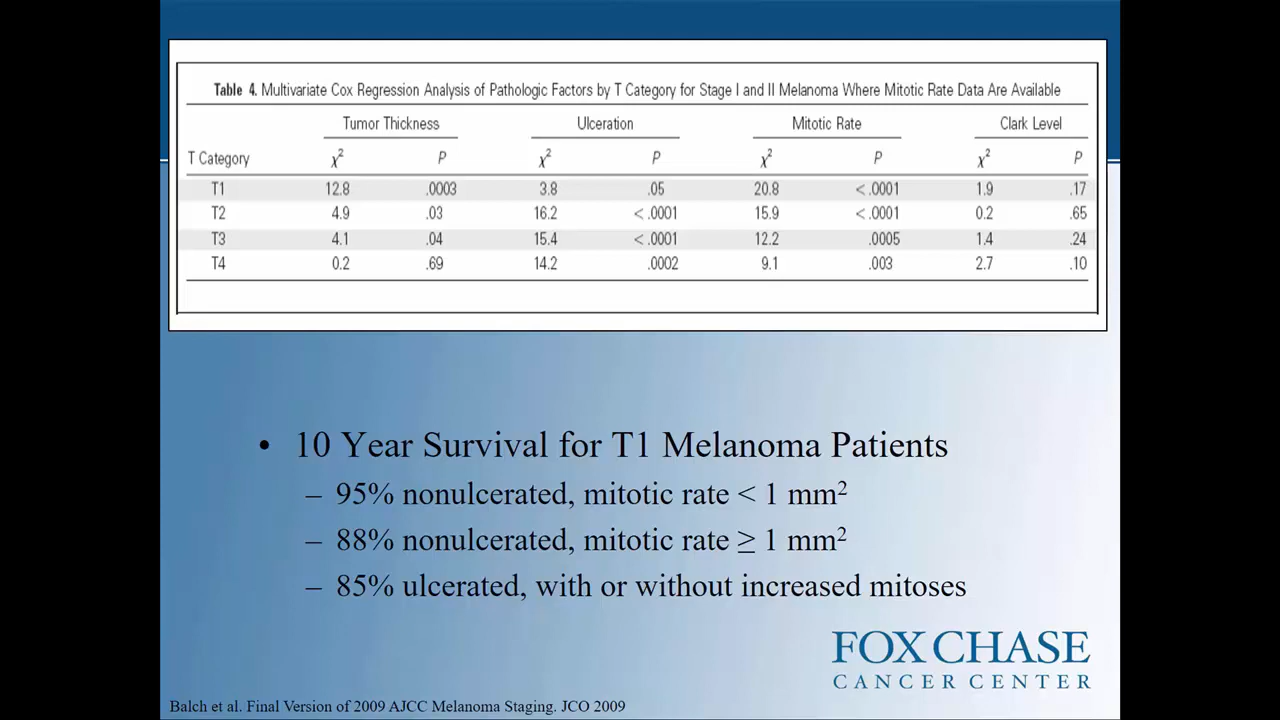 Table 4. Multivariate Cox Regression Analysis of Pathologic Factors by T Category for Stage I and II Melanoma Where Mitotic Rate Data Are Available
Tumor Thickness Ulceration Mitotic Rate Clark Level
T Category χ² P χ² P χ² P χ² P
T1 12.8 .0003 3.8 .05 20.8 < .0001 1.9 .17
T2 4.9 .03 16.2 < .0001 15.9 < .0001 0.2 .65
T3 4.1 .04 15.4 < .0001 12.2 .0005 1.4 .24
T4 0.2 .69 14.2 .0002 9.1 .003 2.7 .10
• 10 Year Survival for T1 Melanoma Patients
– 95% nonulcerated, mitotic rate < 1 mm²
– 88% nonulcerated, mitotic rate ≥ 1 mm²
– 85% ulcerated, with or without increased mitoses
FOX CHASE
CANCER CENTER
Balch et al. Final Version of 2009 AJCC Melanoma Staging. JCO 2009